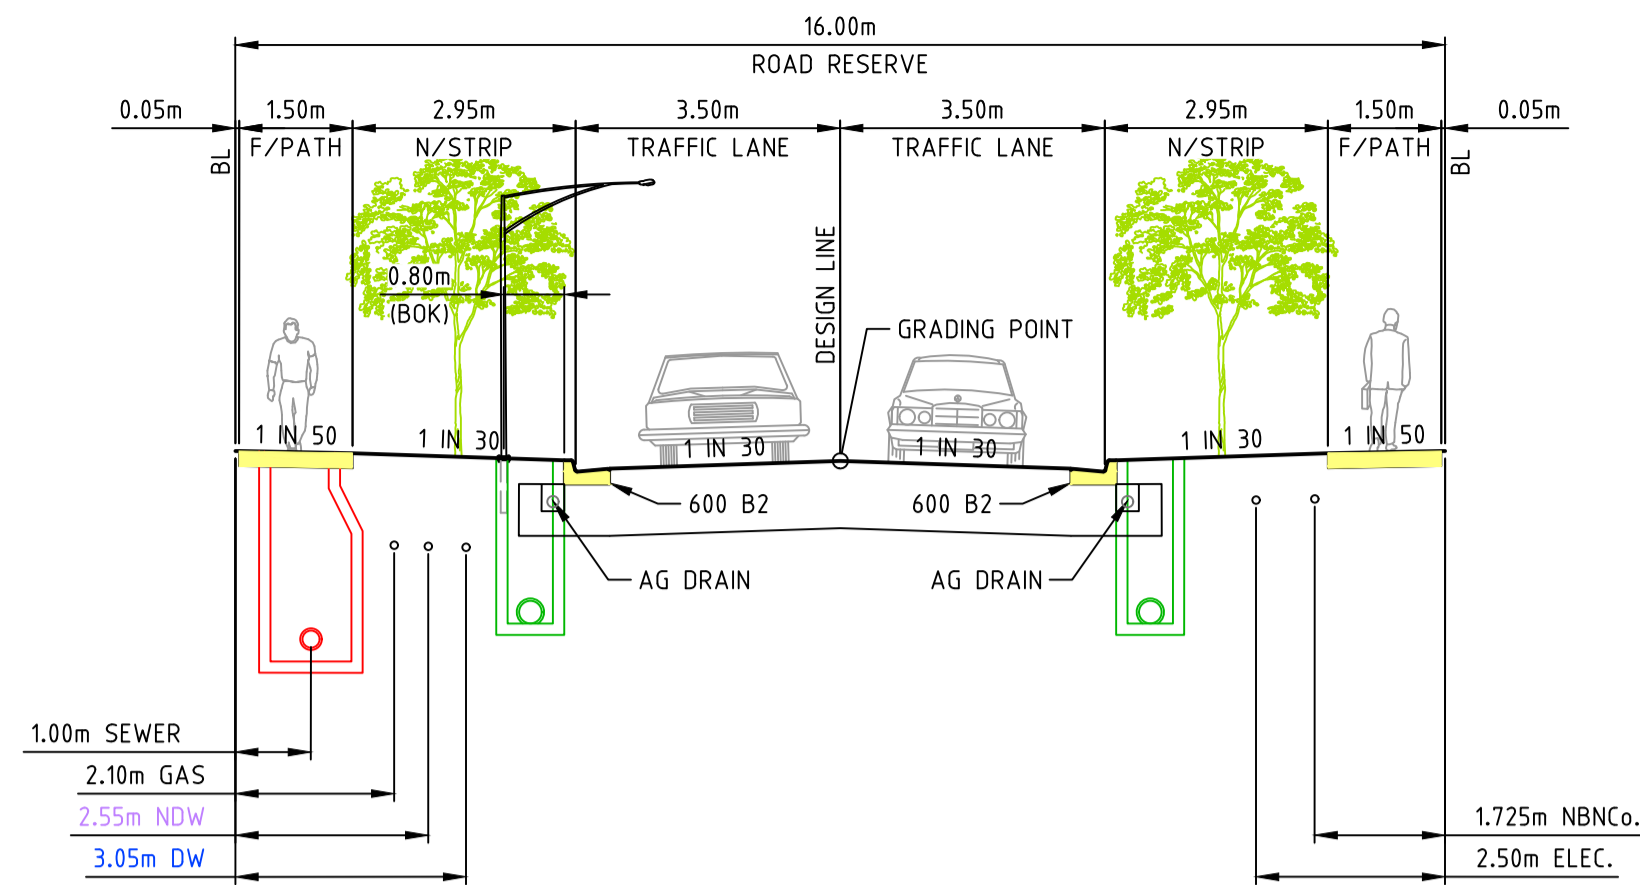 16.00m
ROAD RESERVE
0.05m 1.50m 2.95m 3.50m 3.50m 2.95m 1.50m 0.05m
BL F/PATH N/STRIP TRAFFIC LANE TRAFFIC LANE N/STRIP F/PATH BL
0.80m
(BOK)
DESIGN LINE
GRADING POINT
1 IN 50 1 IN 30 1 IN 30 1 IN 30 1 IN 30 1 IN 50
600 B2 600 B2
AG DRAIN AG DRAIN
1.00m SEWER
2.10m GAS
2.55m NDW 1.725m NBNCo.
3.05m DW 2.50m ELEC.